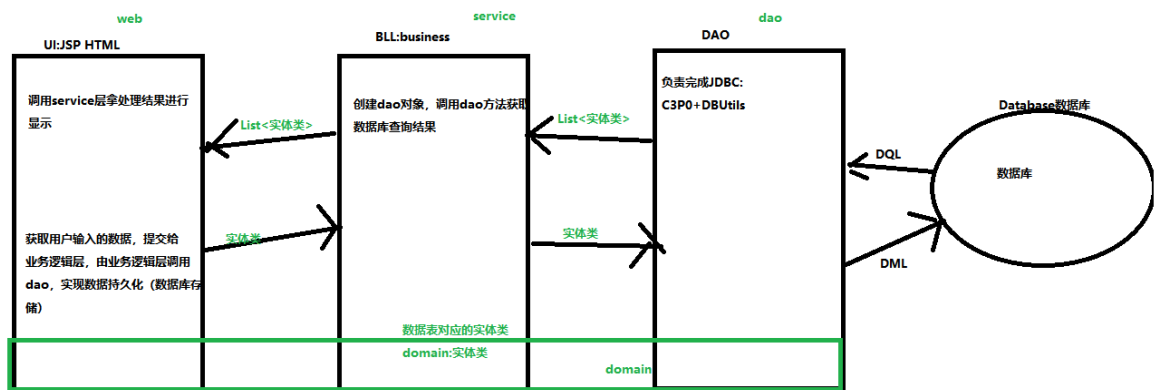 web
service
dao
UI:JSP HTML
BLL:business
DAO
调用service层拿处理结果进行
显示
List<实体类>
获取用户输入的数据，提交给
业务逻辑层，由业务逻辑层调用
dao，实现数据持久化（数据库存
储）
实体类
创建dao对象，调用dao方法获取
数据库查询结果
List<实体类>
实体类
负责完成JDBC:
C3P0+DBUtils
DQL
DML
Database数据库
数据库
数据表对应的实体类
domain:实体类
domain